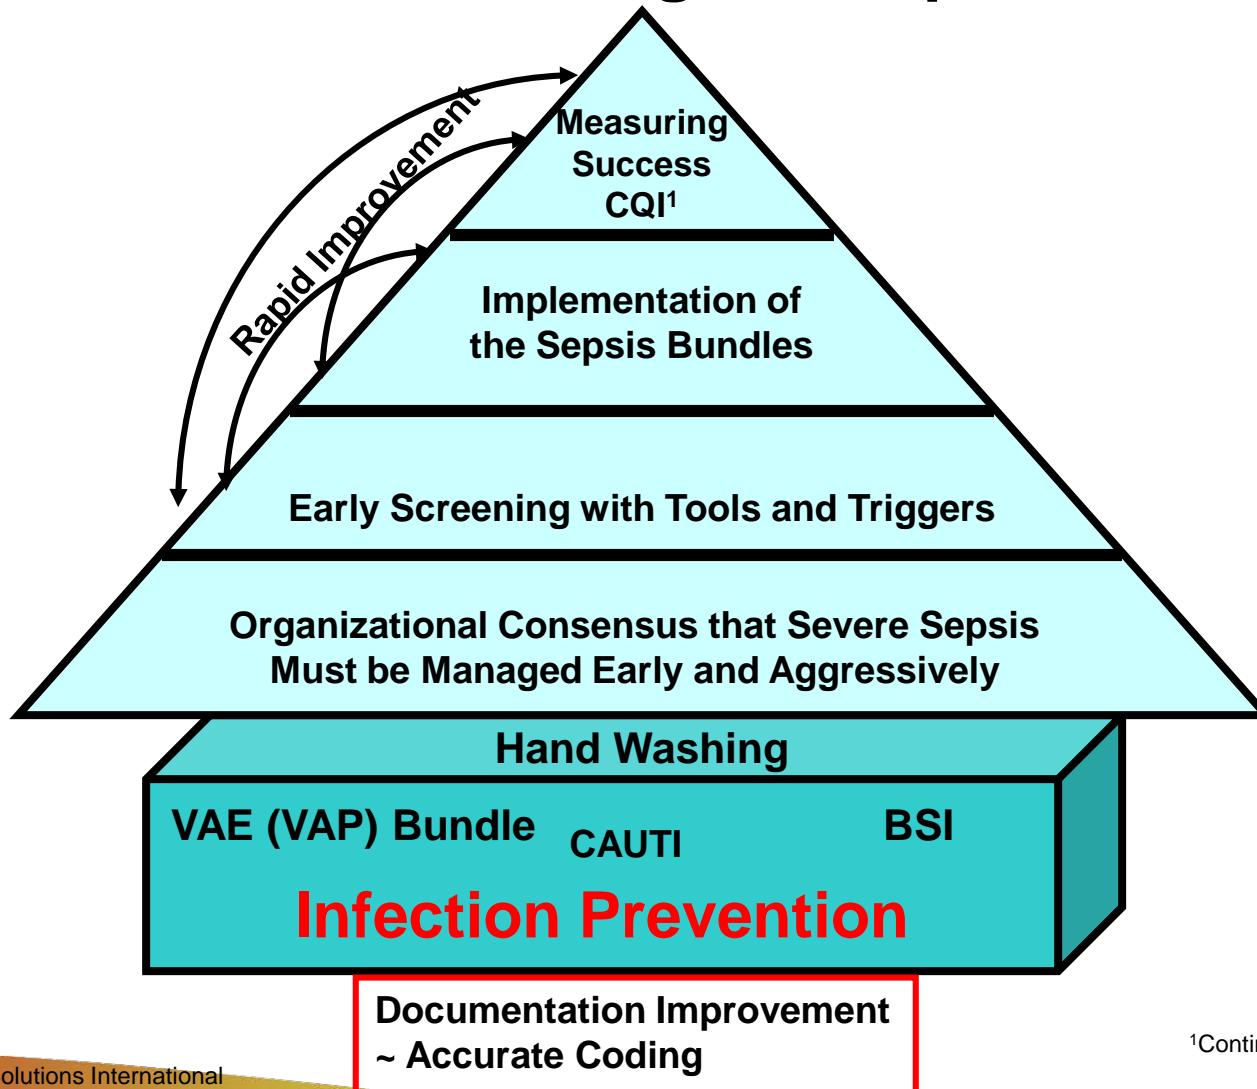 Measuring
Success
CQI¹
Rapid Improvement
Implementation of
the Sepsis Bundles
Early Screening with Tools and Triggers
Organizational Consensus that Severe Sepsis
Must be Managed Early and Aggressively
Hand Washing
VAE (VAP) Bundle CAUTI BSI
Infection Prevention
Documentation Improvement
~ Accurate Coding
International